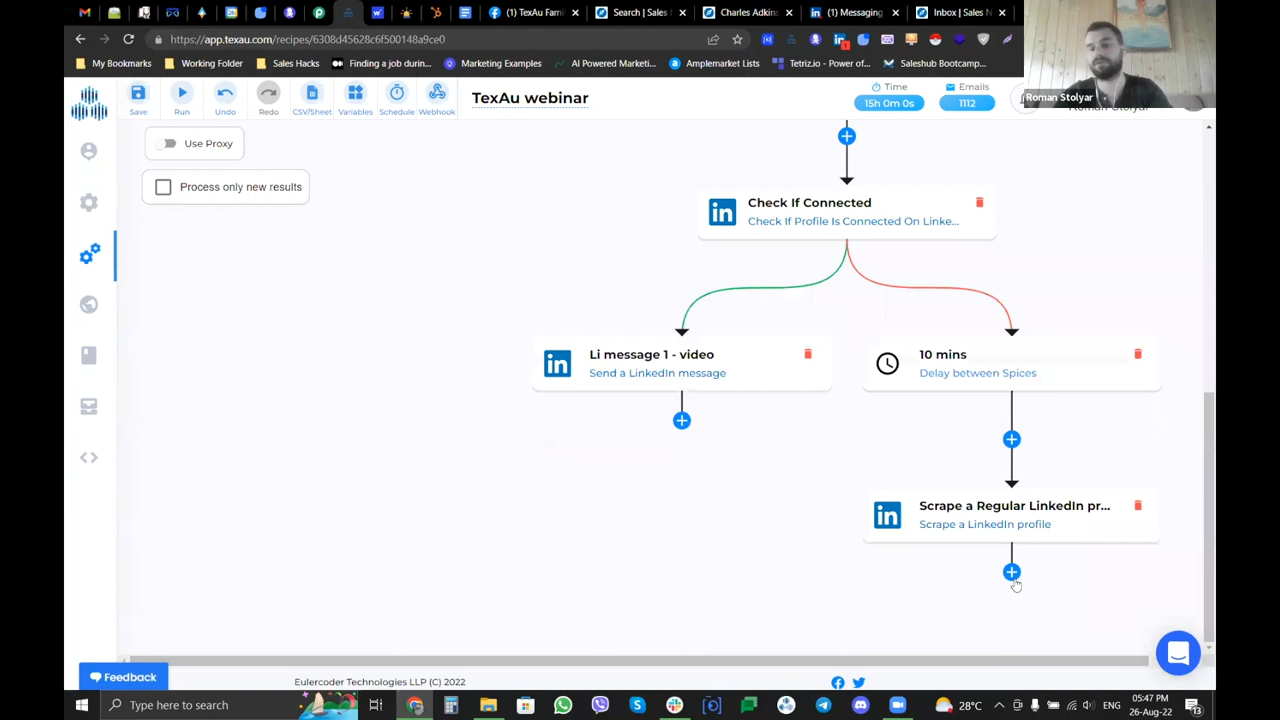 (1) TexAu Fami
Search | Sales
Charles Adkins
(1) Messaging
Inbox | Sales N
https://app.texau.com/recipes/6308d45628c6f500148a9ce0
My Bookmarks
Working Folder
Sales Hacks
Finding a job durin...
Marketing Examples
AI Powered Marketi...
Amplemarket Lists
Tetriz.io - Power of...
Saleshub Bootcamp...
Save
Run
Undo
Redo
CSV/Sheet
Variables
Schedule
Webhook
TexAu webinar
Time
15h 0m 0s
Emails
1112
Roman Stolyar
Use Proxy
Process only new results
Check If Connected
Check If Profile Is Connected On Linke...
Li message 1 - video
Send a LinkedIn message
10 mins
Delay between Spices
Scrape a Regular LinkedIn pr...
Scrape a LinkedIn profile
Feedback
Eulercoder Technologies LLP (C) 2022
Type here to search
28°C
ENG
05:47 PM
26-Aug-22
13